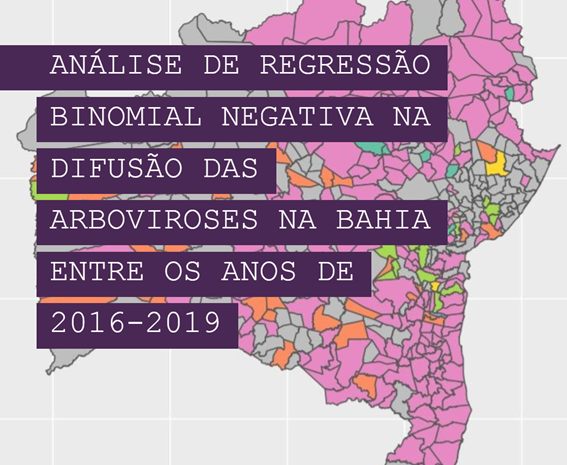 ANÁLISE DE REGRESSÃO
BINOMIAL NEGATIVA NA
DIFUSÃO DAS
ARBOVIROSES NA BAHIA
ENTRE OS ANOS DE
2016-2019